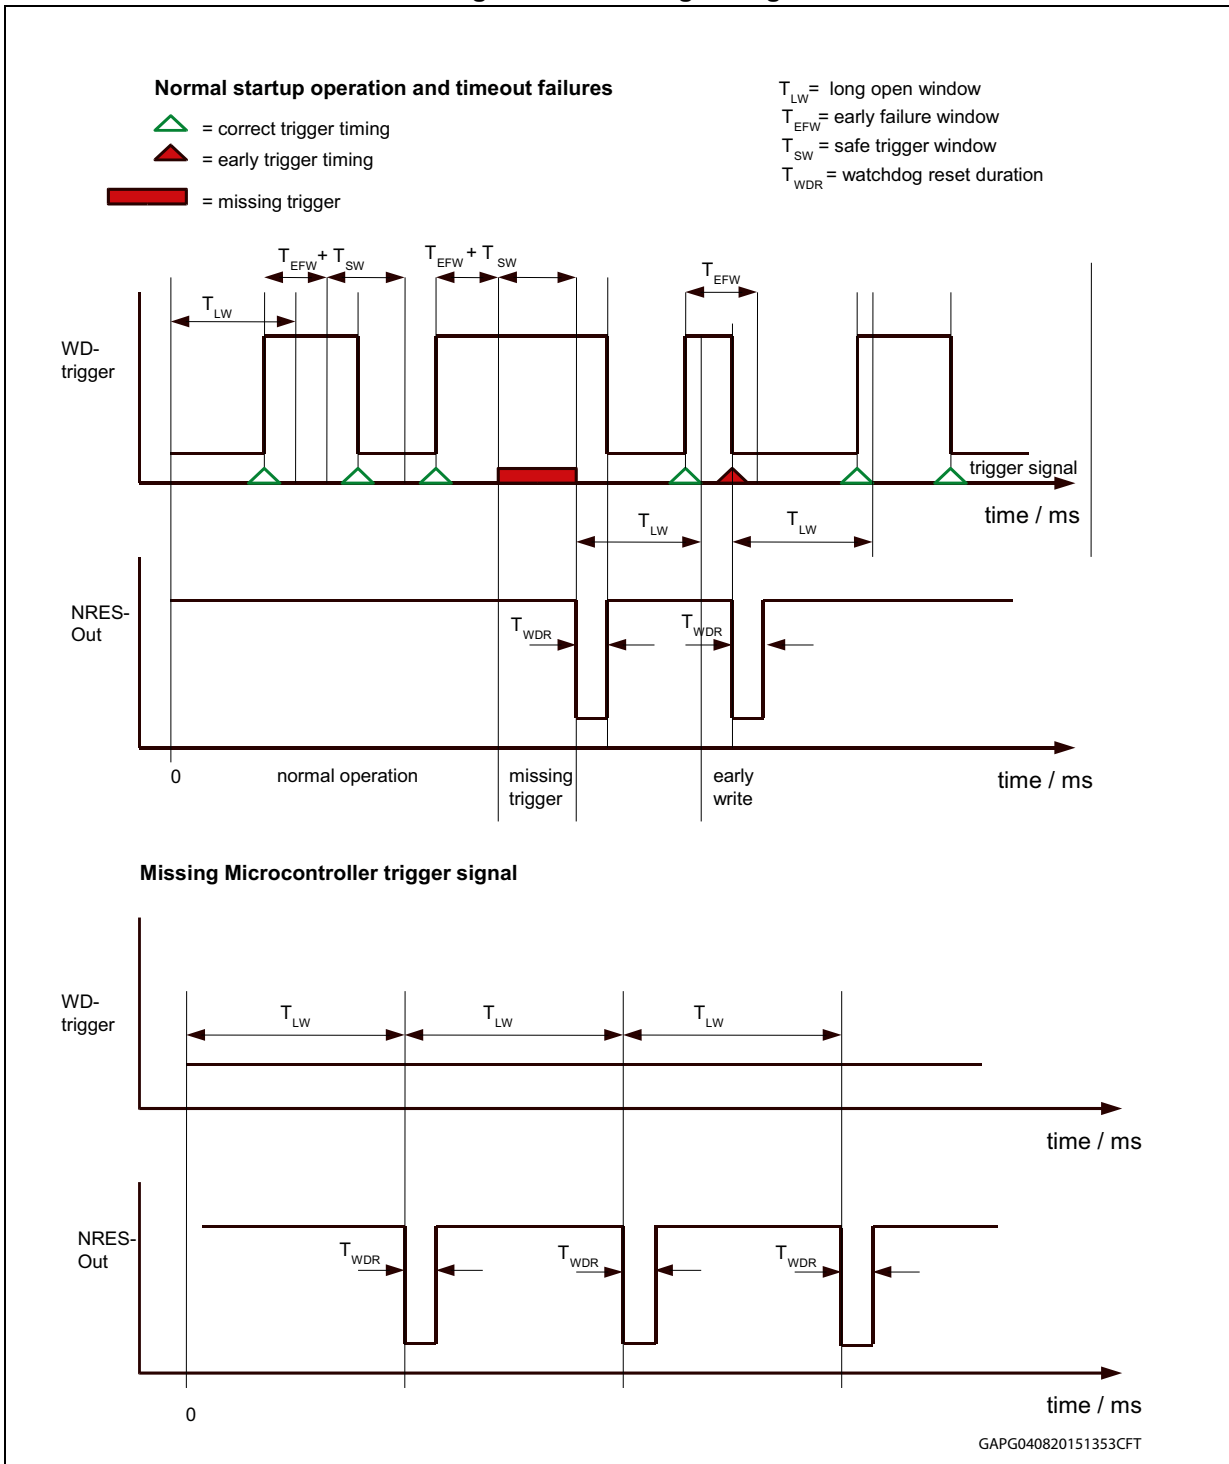 Normal startup operation and timeout failures
= correct trigger timing
= early trigger timing
= missing trigger
TLW= long open window
TEFW= early failure window
TSW = safe trigger window
TWDR= watchdog reset duration
TEFW+ TSW
TEFW+ TSW
TEFW
TLW
WD-
trigger
trigger signal
time / ms
TLW
TLW
NRES-
Out
TWDR
TWDR
0
normal operation
missing
trigger
early
write
time / ms
Missing Microcontroller trigger signal
WD-
trigger
TLW
TLW
TLW
time / ms
NRES-
Out
TWDR
TWDR
TWDR
0
time / ms
GAPG040820151353CFT